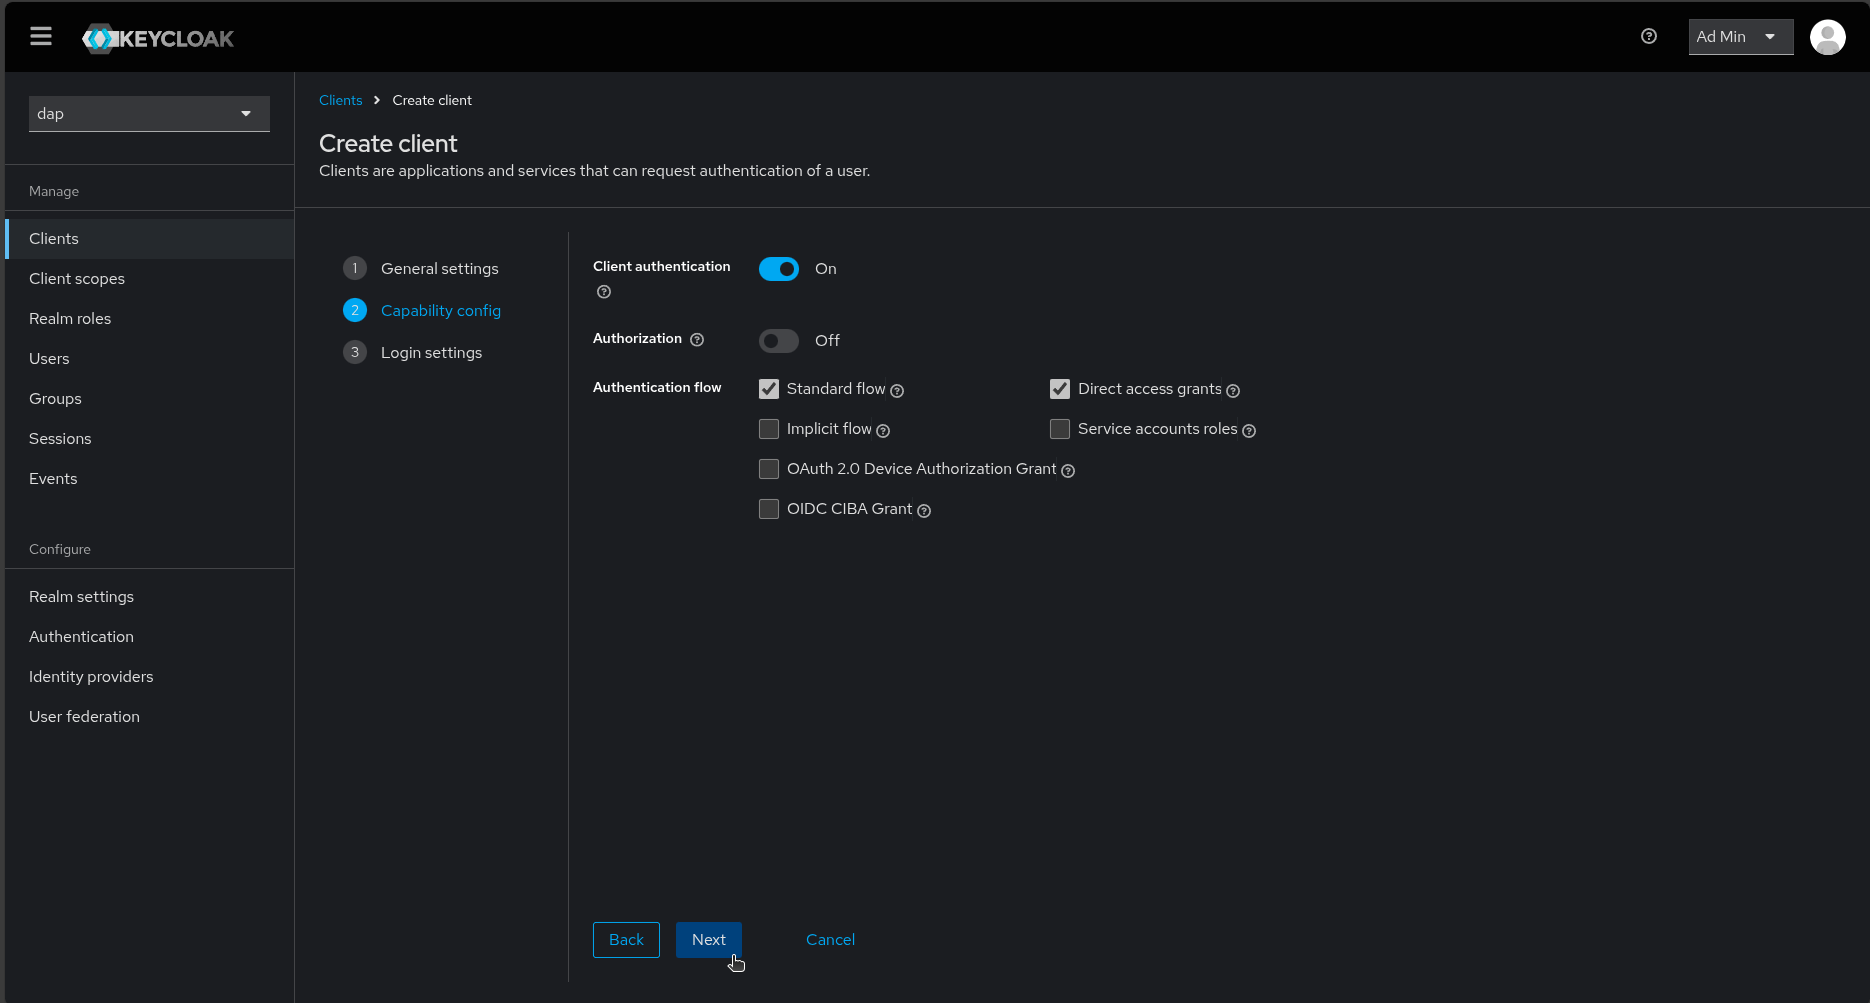 KEYCLOAK
Ad Min
dap
Manage
Clients
Client scopes
Realm roles
Users
Groups
Sessions
Events
Configure
Realm settings
Authentication
Identity providers
User federation
Clients > Create client
Create client
Clients are applications and services that can request authentication of a user.
1 General settings
2 Capability config
3 Login settings
Client authentication On
Authorization Off
Authentication flow
Standard flow Direct access grants
Implicit flow Service accounts roles
OAuth 2.0 Device Authorization Grant
OIDC CIBA Grant
Back Next Cancel